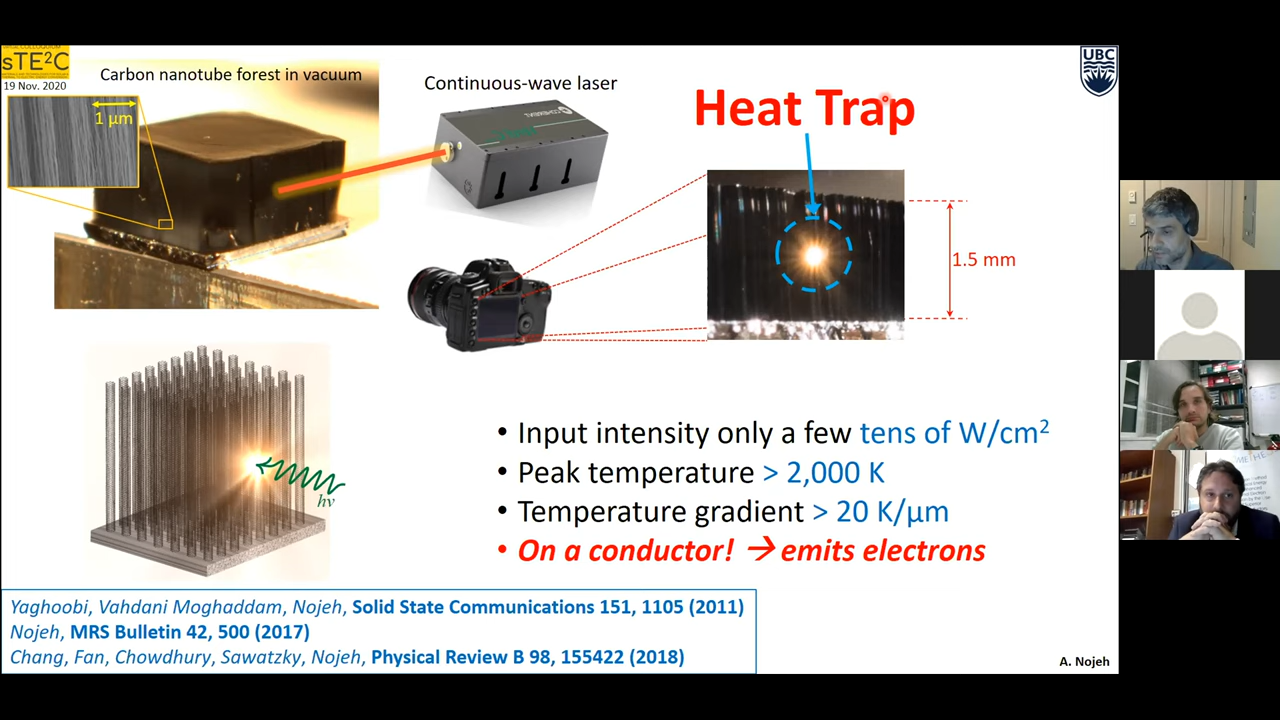 sTE²C
19 Nov. 2020
Carbon nanotube forest in vacuum
1 µm
Continuous-wave laser
Heat Trap
UBC
1.5 mm
hν
• Input intensity only a few tens of W/cm²
• Peak temperature > 2,000 K
• Temperature gradient > 20 K/µm
• On a conductor! → emits electrons
Yaghoobi, Vahdani Moghaddam, Nojeh, Solid State Communications 151, 1105 (2011)
Nojeh, MRS Bulletin 42, 500 (2017)
Chang, Fan, Chowdhury, Sawatzky, Nojeh, Physical Review B 98, 155422 (2018)
A. Nojeh